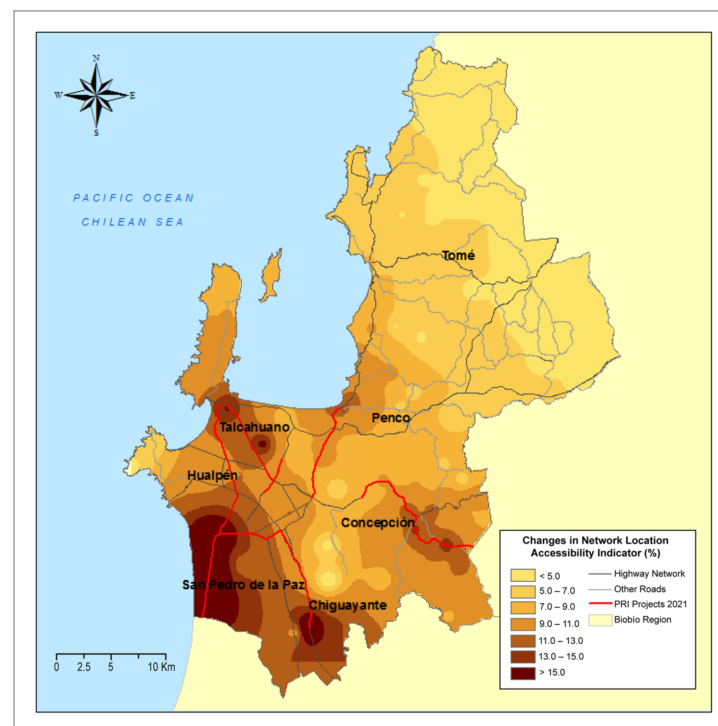 N
W E
S
PACIFIC OCEAN
CHILEAN SEA
Tomé
Penco
Talcahuano
Hualpén
Concepción
San Pedro de la Paz
Chiguayante
0 2.5 5 10 Km
Changes in Network Location
Accessibility Indicator (%)
< 5.0
5.0 – 7.0
7.0 – 9.0
9.0 – 11.0
11.0 – 13.0
13.0 – 15.0
> 15.0
Highway Network
Other Roads
PRI Projects 2021
Biobío Region